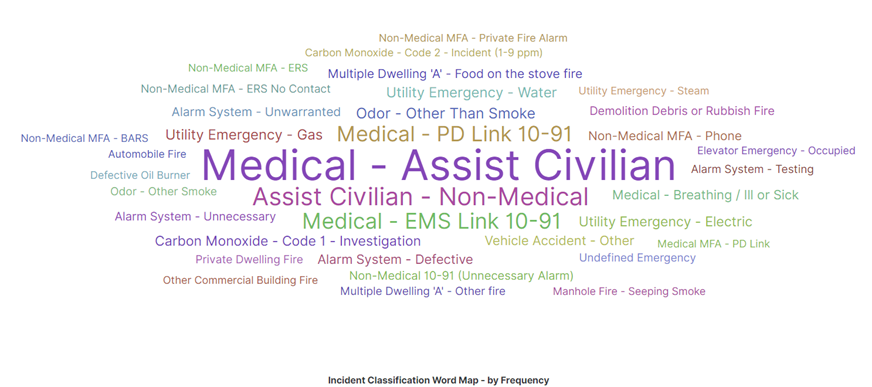 Non-Medical MFA - Private Fire Alarm
Carbon Monoxide - Code 2 - Incident (1-9 ppm)
Non-Medical MFA - ERS
Multiple Dwelling 'A' - Food on the stove fire
Non-Medical MFA - ERS No Contact
Utility Emergency - Water
Utility Emergency - Steam
Alarm System - Unwarranted
Odor - Other Than Smoke
Demolition Debris or Rubbish Fire
Non-Medical MFA - BARS
Utility Emergency - Gas
Medical - PD Link 10-91
Non-Medical MFA - Phone
Automobile Fire
Medical - Assist Civilian
Elevator Emergency - Occupied
Defective Oil Burner
Alarm System - Testing
Odor - Other Smoke
Assist Civilian - Non-Medical
Medical - Breathing / Ill or Sick
Alarm System - Unnecessary
Medical - EMS Link 10-91
Utility Emergency - Electric
Carbon Monoxide - Code 1 - Investigation
Vehicle Accident - Other
Medical MFA - PD Link
Private Dwelling Fire
Alarm System - Defective
Undefined Emergency
Other Commercial Building Fire
Non-Medical 10-91 (Unnecessary Alarm)
Multiple Dwelling 'A' - Other fire
Manhole Fire - Seeping Smoke
Incident Classification Word Map - by Frequency